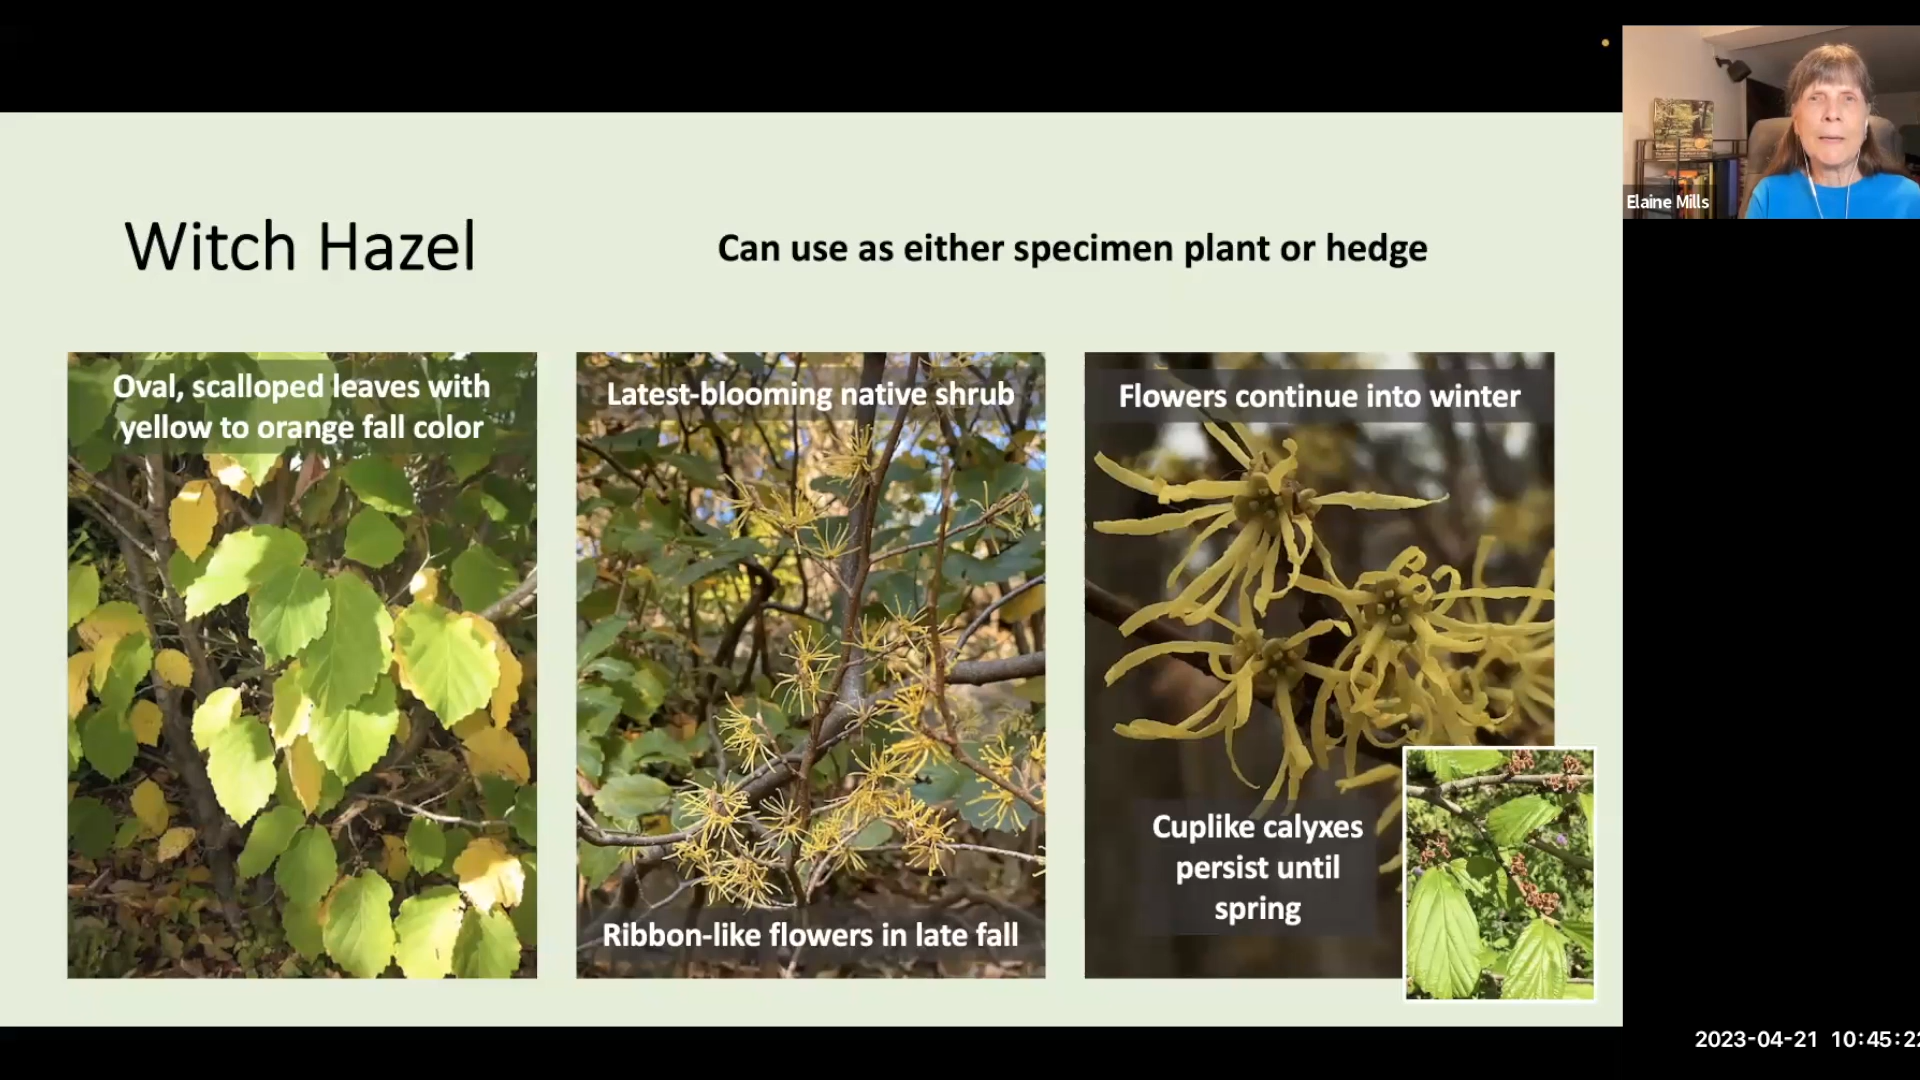 Elaine Mills
Witch Hazel
Can use as either specimen plant or hedge
Oval, scalloped leaves with
yellow to orange fall color
Latest-blooming native shrub
Ribbon-like flowers in late fall
Flowers continue into winter
Cuplike calyxes
persist until
spring
2023-04-21 10:45:22